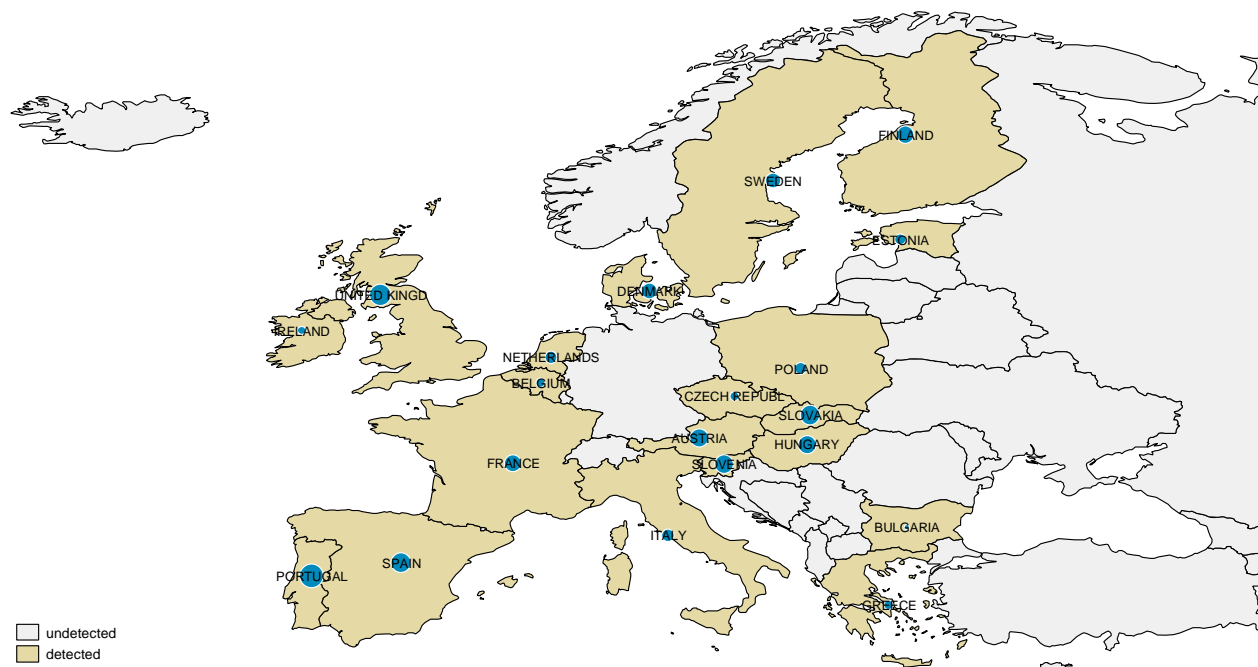 FINLAND
SWEDEN
ESTONIA
DENMARK
UNITED KINGD
IRELAND
NETHERLANDS
POLAND
BELGIUM
CZECH REPUBL
SLOVAKIA
AUSTRIA
HUNGARY
FRANCE
SLOVENIA
BULGARIA
ITALY
SPAIN
PORTUGAL
GREECE
undetected
detected